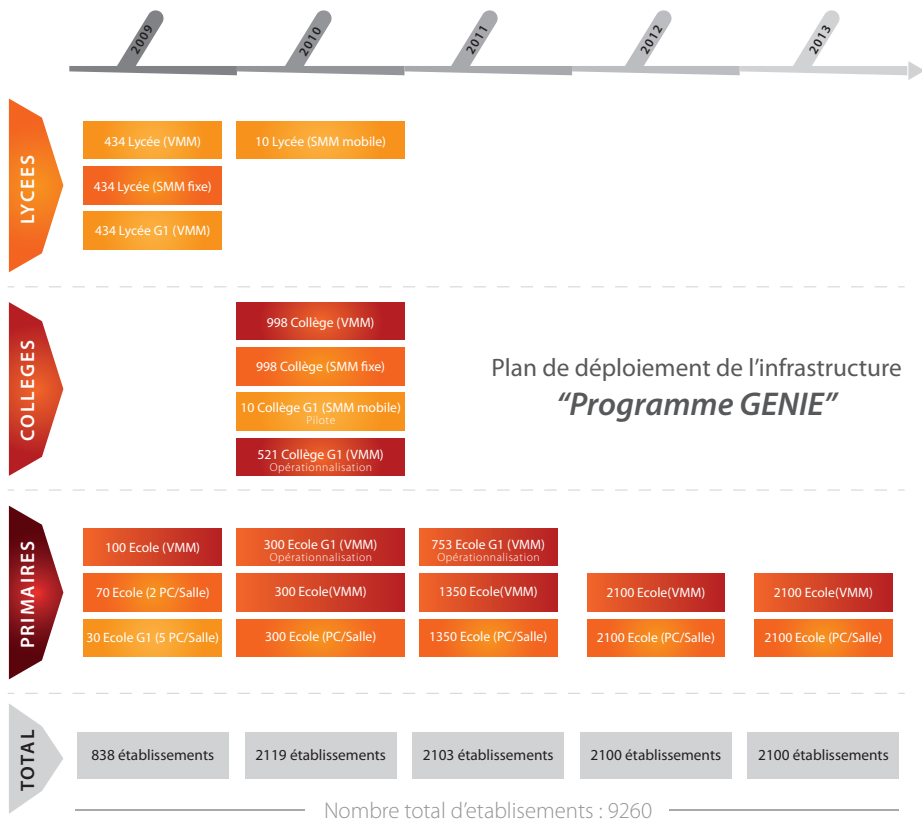 2009
2010
2011
2012
2013
LYCEES
434 Lycée (VMM)
10 Lycée (SMM mobile)
434 Lycée (SMM fixe)
434 Lycée G1 (VMM)
COLLEGES
998 Collège (VMM)
998 Collège (SMM fixe)
10 Collège G1 (SMM mobile)
Pilote
521 Collège G1 (VMM)
Opérationnalisation
Plan de déploiement de l’infrastructure
“Programme GENIE”
PRIMAIRES
100 Ecole (VMM)
300 Ecole G1 (VMM)
Opérationnalisation
753 Ecole G1 (VMM)
Opérationnalisation
70 Ecole (2 PC/Salle)
300 Ecole(VMM)
1350 Ecole(VMM)
2100 Ecole(VMM)
2100 Ecole(VMM)
30 Ecole G1 (5 PC/Salle)
300 Ecole (PC/Salle)
1350 Ecole (PC/Salle)
2100 Ecole (PC/Salle)
2100 Ecole (PC/Salle)
TOTAL
838 établissements
2119 établissements
2103 établissements
2100 établissements
2100 établissements
Nombre total d’etablisements : 9260